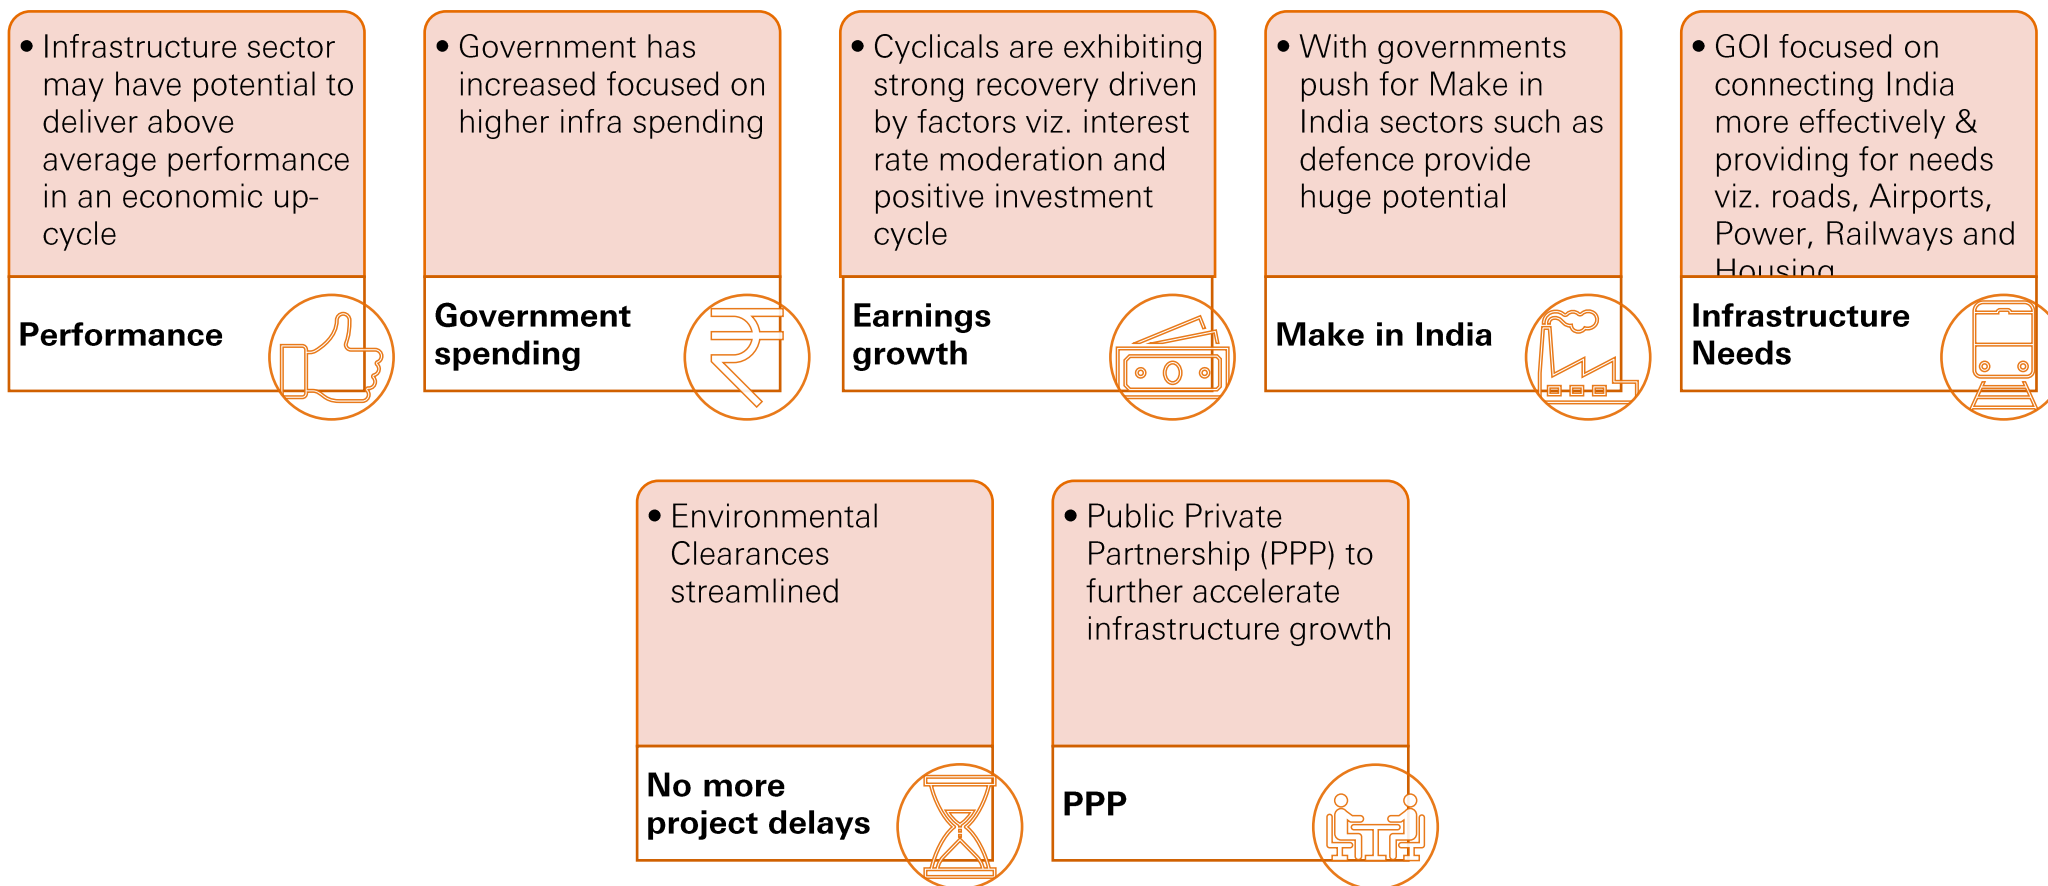 • Infrastructure sector
may have potential to
deliver above
average performance
in an economic up-
cycle
Performance
• Government has
increased focused on
higher infra spending
Government
spending
• Cyclicals are exhibiting
strong recovery driven
by factors viz. interest
rate moderation and
positive investment
cycle
Earnings
growth
• With governments
push for Make in
India sectors such as
defence provide
huge potential
Make in India
• GOI focused on
connecting India
more effectively &
providing for needs
viz. roads, Airports,
Power, Railways and
Housing
Infrastructure
Needs
• Environmental
Clearances
streamlined
No more
project delays
• Public Private
Partnership (PPP) to
further accelerate
infrastructure growth
PPP